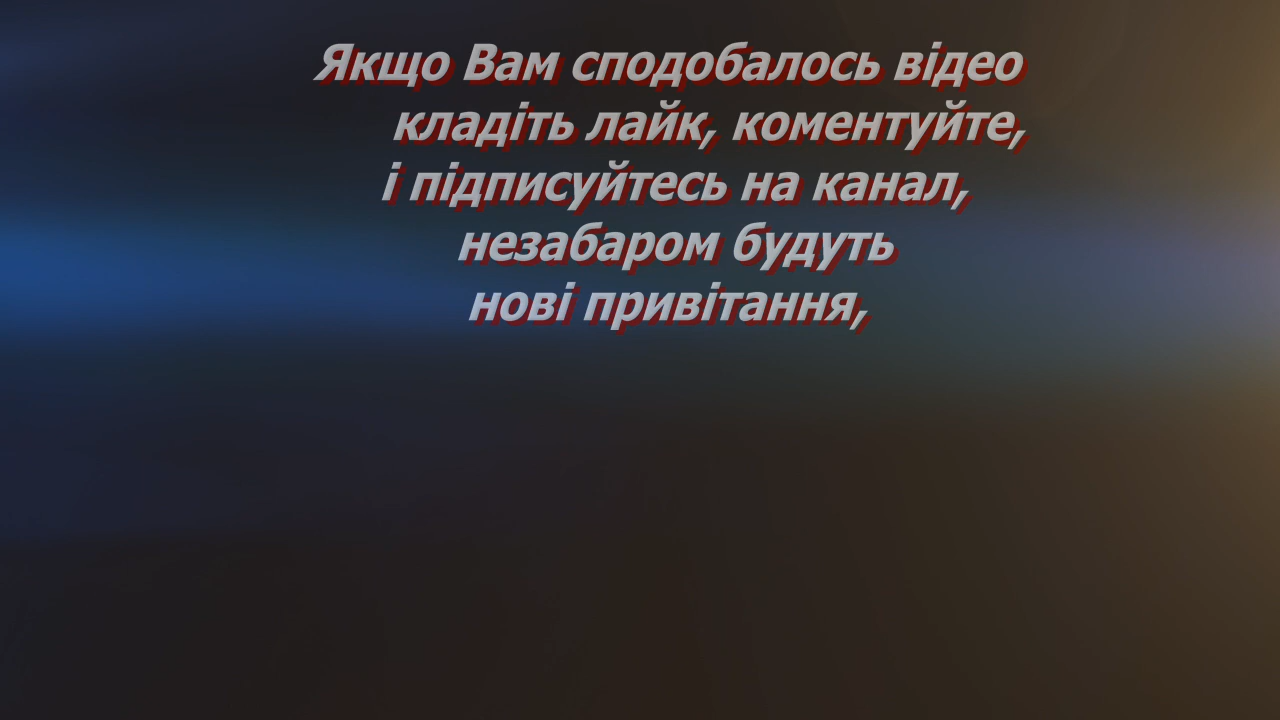 Якщо Вам сподобалось відео
кладіть лайк, коментуйте,
і підписуйтесь на канал,
незабаром будуть
нові привітання,